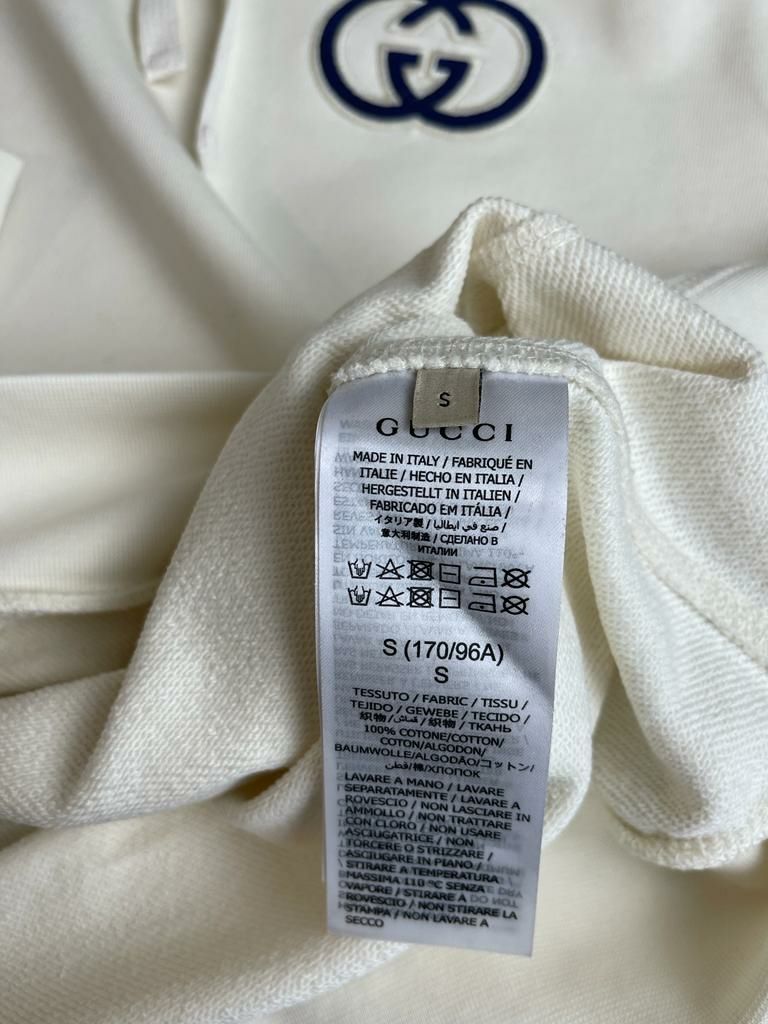 S
GUCCI
MADE IN ITALY / FABRIQUÉ EN
ITALIE / HECHO EN ITALIA /
HERGESTELLT IN ITALIEN /
FABRICADO EM ITÁLIA /
イタリア製 / صنع في ايطاليا /
意大利制造 / СДЕЛАНО В
ИТАЛИИ
S (170/96A)
S
TESSUTO / FABRIC / TISSU /
TEJIDO / GEWEBE / TECIDO /
织物 / قماش / 織物 / ТКАНЬ
100% COTONE/COTTON/
COTON/ALGODON/
BAUMWOLLE/ALGODÃO/コットン/
قطن/棉/ХЛОПОК
LAVARE A MANO / LAVARE
SEPARATAMENTE / LAVARE A
ROVESCIO / NON LASCIARE IN
AMMOLLO / NON TRATTARE
CON CLORO / NON USARE
ASCIUGATRICE / NON
TORCERE O STRIZZARE /
ASCIUGARE IN PIANO /
STIRARE A TEMPERATURA
MASSIMA 110 °C SENZA
VAPORE / STIRARE A
ROVESCIO / NON STIRARE LA
STAMPA / NON LAVARE A
SECCO